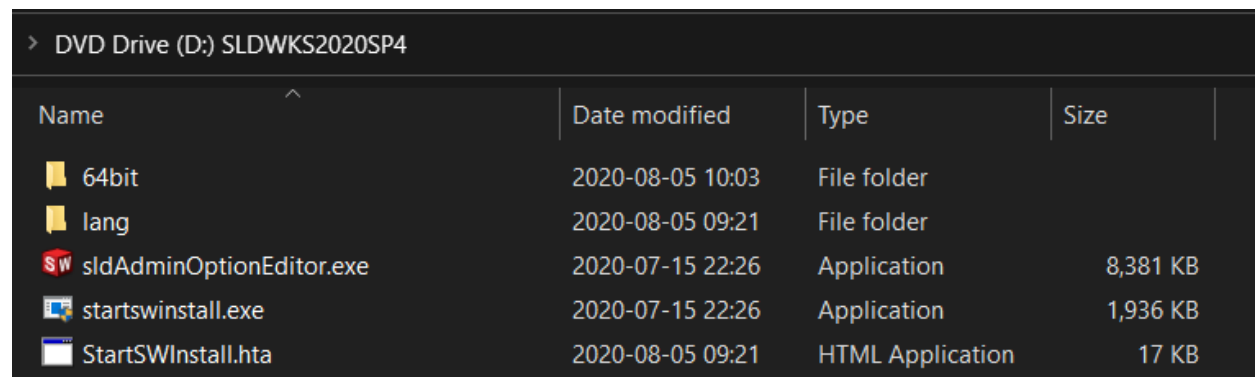 > DVD Drive (D:) SLDWKS2020SP4
Name Date modified Type Size
64bit 2020-08-05 10:03 File folder
lang 2020-08-05 09:21 File folder
SW sldAdminOptionEditor.exe 2020-07-15 22:26 Application 8,381 KB
startswinstall.exe 2020-07-15 22:26 Application 1,936 KB
StartSWInstall.hta 2020-08-05 09:21 HTML Application 17 KB